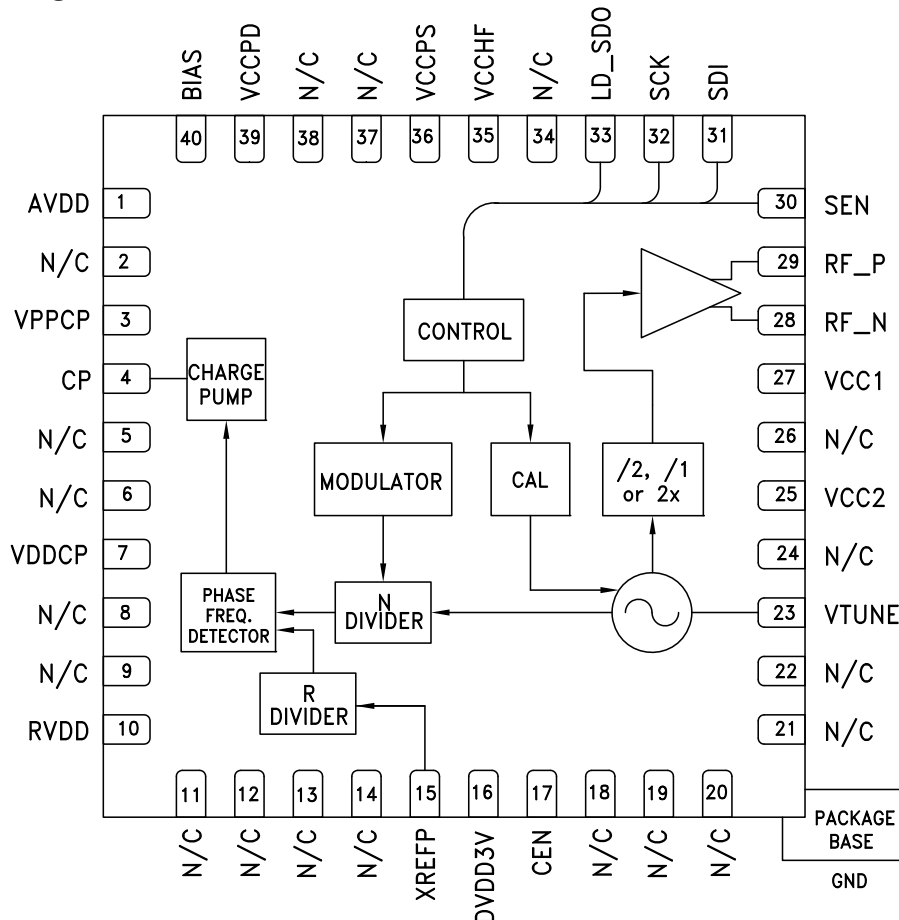 BIAS
VCCPD
N/C
N/C
VCCPS
VCCHF
N/C
LD_SDO
SCK
SDI
40
39
38
37
36
35
34
33
32
31
AVDD
1
30
SEN
N/C
2
29
RF_P
VPPCP
3
28
RF_N
CONTROL
CP
4
CHARGE
PUMP
27
VCC1
N/C
5
26
N/C
MODULATOR
CAL
/2, /1
or 2x
N/C
6
25
VCC2
VDDCP
7
24
N/C
PHASE
FREQ.
DETECTOR
N
DIVIDER
N/C
8
23
VTUNE
N/C
9
22
N/C
R
DIVIDER
RVDD
10
21
N/C
11
12
13
14
15
16
17
18
19
20
N/C
N/C
N/C
N/C
XREFP
DVDD3V
CEN
N/C
N/C
N/C
PACKAGE
BASE
GND